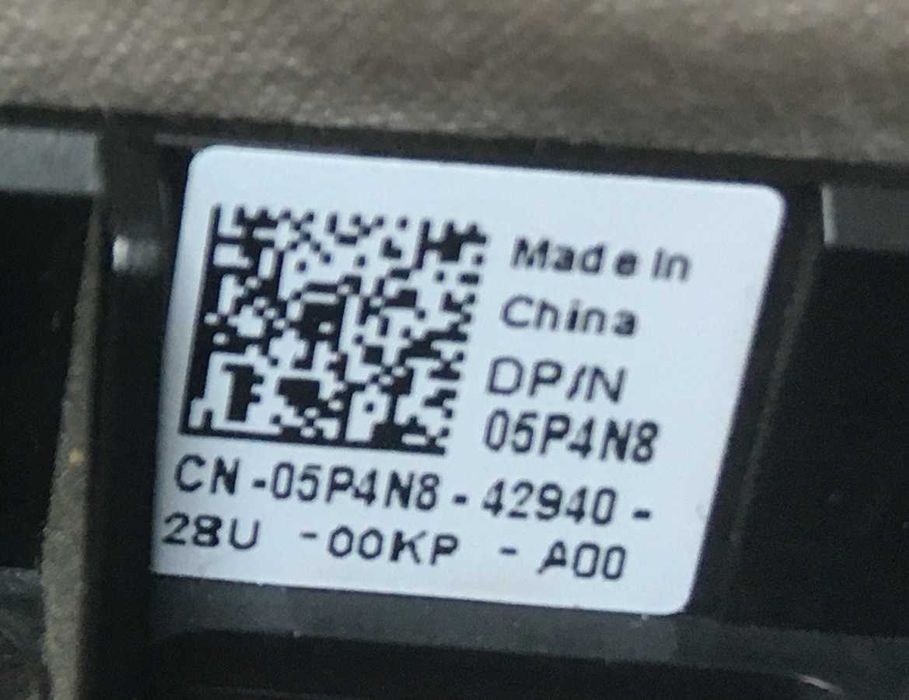 Made In
China
DP/N
05P4N8
CN-05P4N8-42940-
28U -00KP - A00